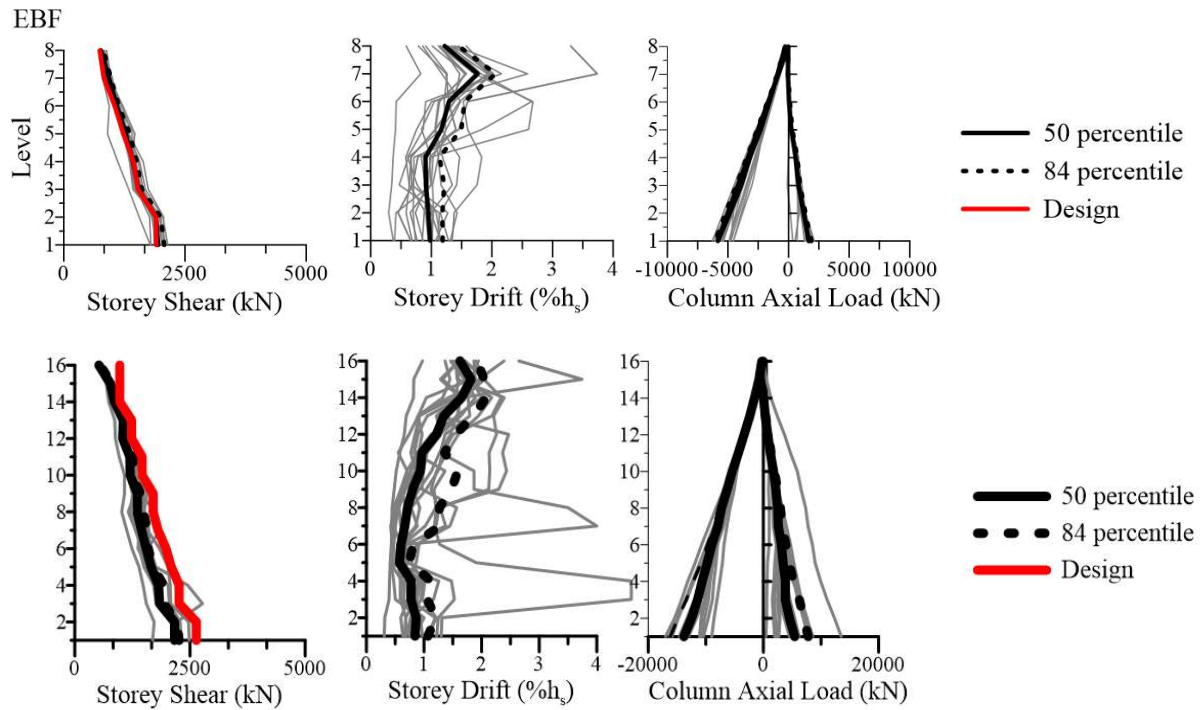 EBF
8
7
6
5
4
3
2
1
Level
0 2500 5000
Storey Shear (kN)
8
7
6
5
4
3
2
1
0 1 2 3 4
Storey Drift (%hs)
8
7
6
5
4
3
2
1
-10000 -5000 0 5000 10000
Column Axial Load (kN)
50 percentile
84 percentile
Design
16
14
12
10
8
6
4
2
0 2500 5000
Storey Shear (kN)
16
14
12
10
8
6
4
2
0 1 2 3 4
Storey Drift (%hs)
16
14
12
10
8
6
4
2
-20000 0 20000
Column Axial Load (kN)
50 percentile
84 percentile
Design